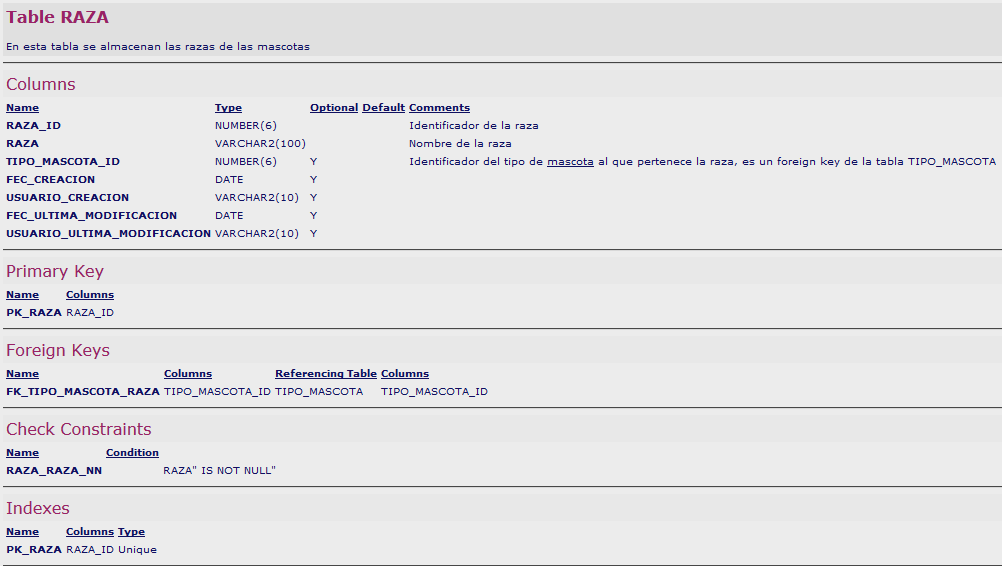 Table RAZA
En esta tabla se almacenan las razas de las mascotas
Columns
Name Type Optional Default Comments
RAZA_ID NUMBER(6) Identificador de la raza
RAZA VARCHAR2(100) Nombre de la raza
TIPO_MASCOTA_ID NUMBER(6) Y Identificador del tipo de mascota al que pertenece la raza, es un foreign key de la tabla TIPO_MASCOTA
FEC_CREACION DATE Y
USUARIO_CREACION VARCHAR2(10) Y
FEC_ULTIMA_MODIFICACION DATE Y
USUARIO_ULTIMA_MODIFICACION VARCHAR2(10) Y
Primary Key
Name Columns
PK_RAZA RAZA_ID
Foreign Keys
Name Columns Referencing Table Columns
FK_TIPO_MASCOTA_RAZA TIPO_MASCOTA_ID TIPO_MASCOTA TIPO_MASCOTA_ID
Check Constraints
Name Condition
RAZA_RAZA_NN RAZA" IS NOT NULL"
Indexes
Name Columns Type
PK_RAZA RAZA_ID Unique